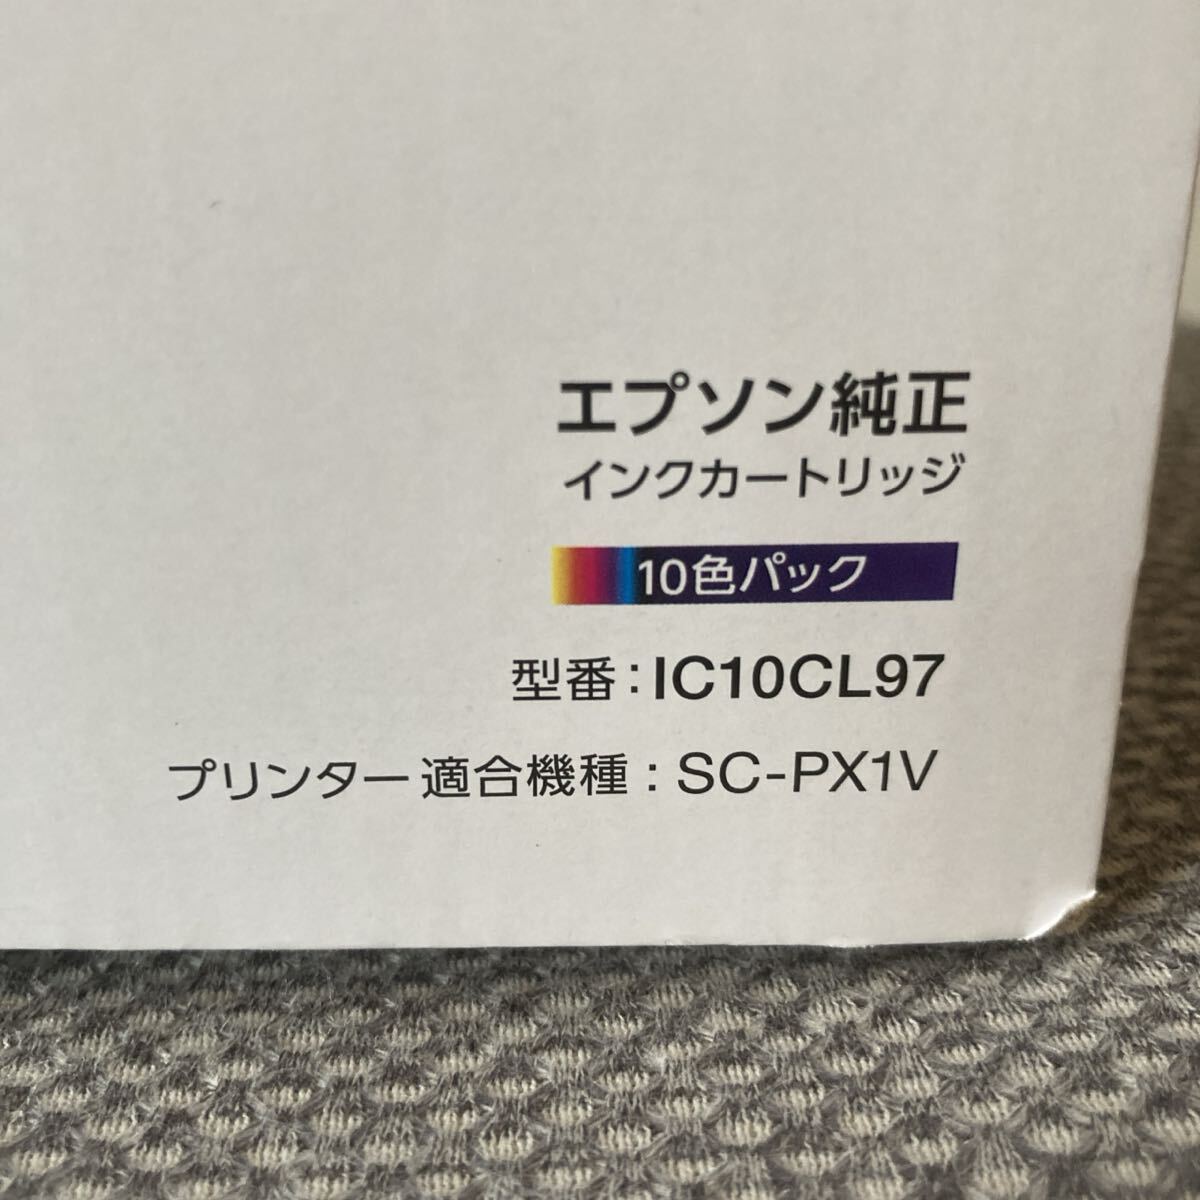 エプソン純正
インクカートリッジ
10色パック
型番：IC10CL97
プリンター適合機種：SC-PX1V